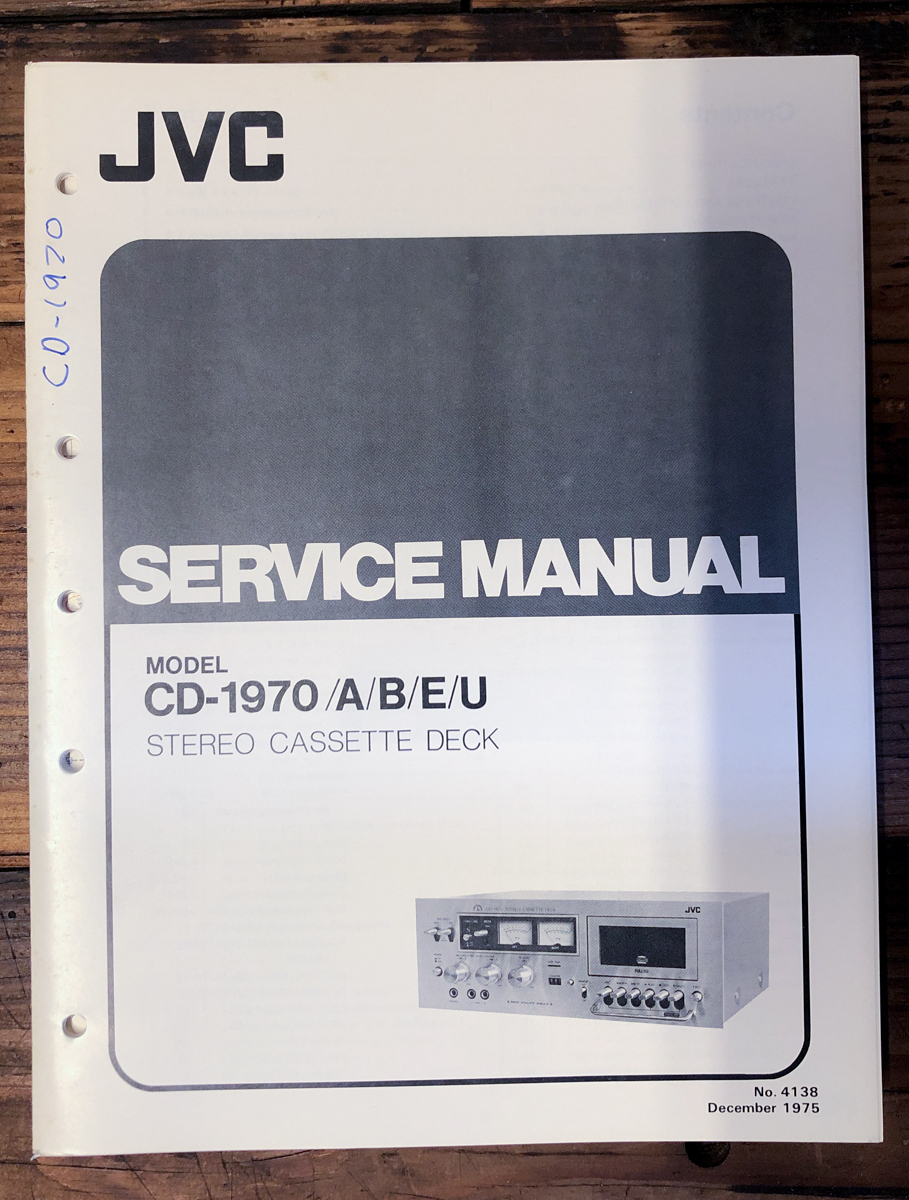 JVC
CD-1970
SERVICE MANUAL
MODEL
CD-1970 /A/B/E/U
STEREO CASSETTE DECK
JVC
No. 4138
December 1975